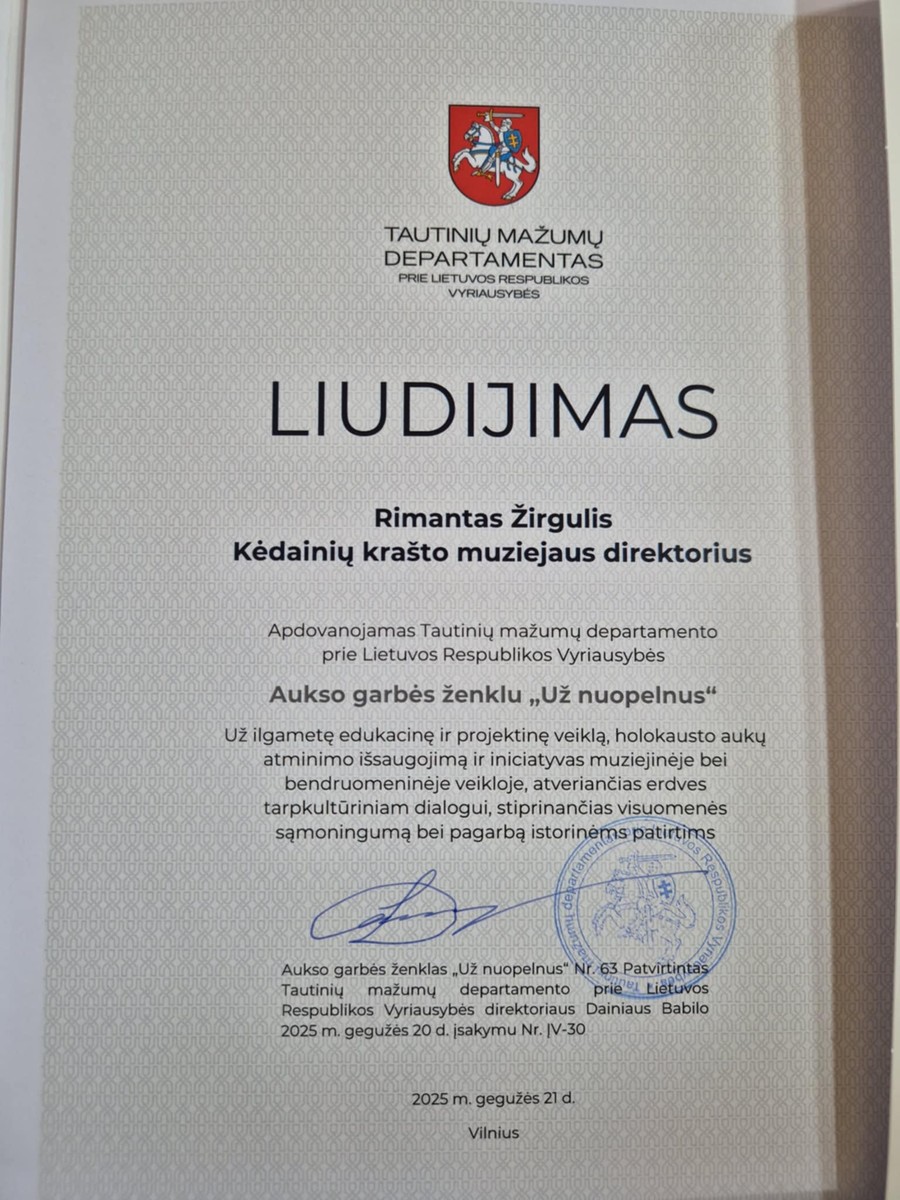 TAUTINIŲ MAŽUMŲ
DEPARTAMENTAS
PRIE LIETUVOS RESPUBLIKOS
VYRIAUSYBĖS
LIUDIJIMAS
Rimantas Žirgulis
Kėdainių krašto muziejaus direktorius
Apdovanojamas Tautinių mažumų departamento
prie Lietuvos Respublikos Vyriausybės
Aukso garbės ženklu „Už nuopelnus“
Už ilgametę edukacinę ir projektinę veiklą, holokausto aukų
atminimo išsaugojimą ir iniciatyvas muziejinėje bei
bendruomeninėje veikloje, atveriančias erdves
tarpkultūriniam dialogui, stiprinančias visuomenės
sąmoningumą bei pagarbą istorinėms patirtims
Aukso garbės ženklas „Už nuopelnus“ Nr. 63 Patvirtintas
Tautinių mažumų departamento prie Lietuvos
Respublikos Vyriausybės direktoriaus Dainiaus Babilo
2025 m. gegužės 20 d. įsakymu Nr. ĮV-30
2025 m. gegužės 21 d.
Vilnius
mažumų departamentas Lietuvos Respublikos